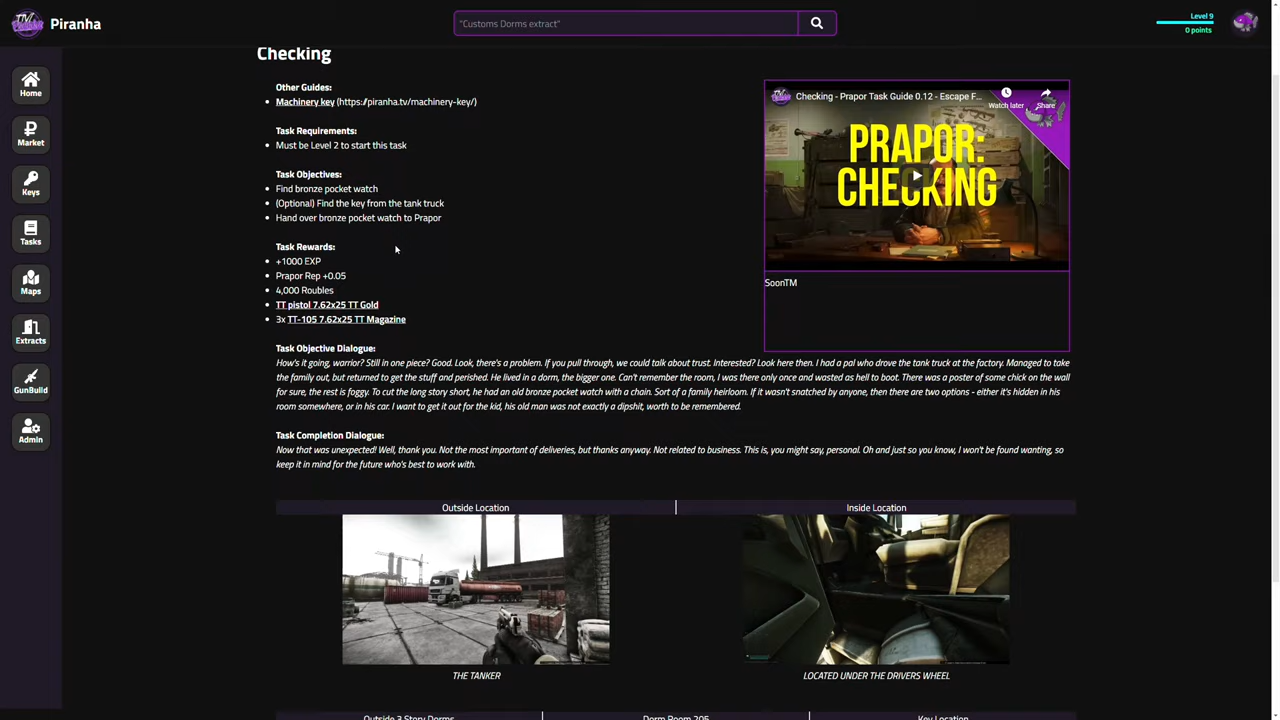 Piranha
"Customs Dorms extract"
Level 9
0 points
Home
Market
Keys
Tasks
Maps
Extracts
GunBuild
Admin
Checking
Other Guides:
Machinery key (https://piranha.tv/machinery-key/)
Task Requirements:
Must be Level 2 to start this task
Task Objectives:
Find bronze pocket watch
(Optional) Find the key from the tank truck
Hand over bronze pocket watch to Prapor
Task Rewards:
+1000 EXP
Prapor Rep +0.05
4,000 Roubles
TT pistol 7.62x25 TT Gold
3x TT-105 7.62x25 TT Magazine
Checking - Prapor Task Guide 0.12 - Escape F...
Watch later
Share
PRAPOR:
CHECKING
SoonTM
Task Objective Dialogue:
How's it going, warrior? Still in one piece? Good. Look, there's a problem. If you pull through, we could talk about trust. Interested? Look here then. I had a pal who drove the tank truck at the factory. Managed to
take the family out, but returned to get the stuff and perished. He lived in a dorm, the bigger one. Can't remember the room, I was there only once and wasted as hell to boot. There was a poster of some chick on the wall
for sure, the rest is foggy. To cut the long story short, he had an old bronze pocket watch with a chain. Sort of a family heirloom. If it wasn't snatched by anyone, then there are two options - either it's hidden in his
room somewhere, or in his car. I want to get it out for the kid, his old man was not exactly a dipshit, worth to be remembered.
Task Completion Dialogue:
Now that was unexpected! Well, thank you. Not the most important of deliveries, but thanks anyway. Not related to business. This is, you might say, personal. Oh and just so you know, I won't be found wanting, so
keep it in mind for the future who's best to work with.
Outside Location
Inside Location
THE TANKER
LOCATED UNDER THE DRIVERS WHEEL
Outside 3 Story Dorms
Dorm Room 205
Key Location